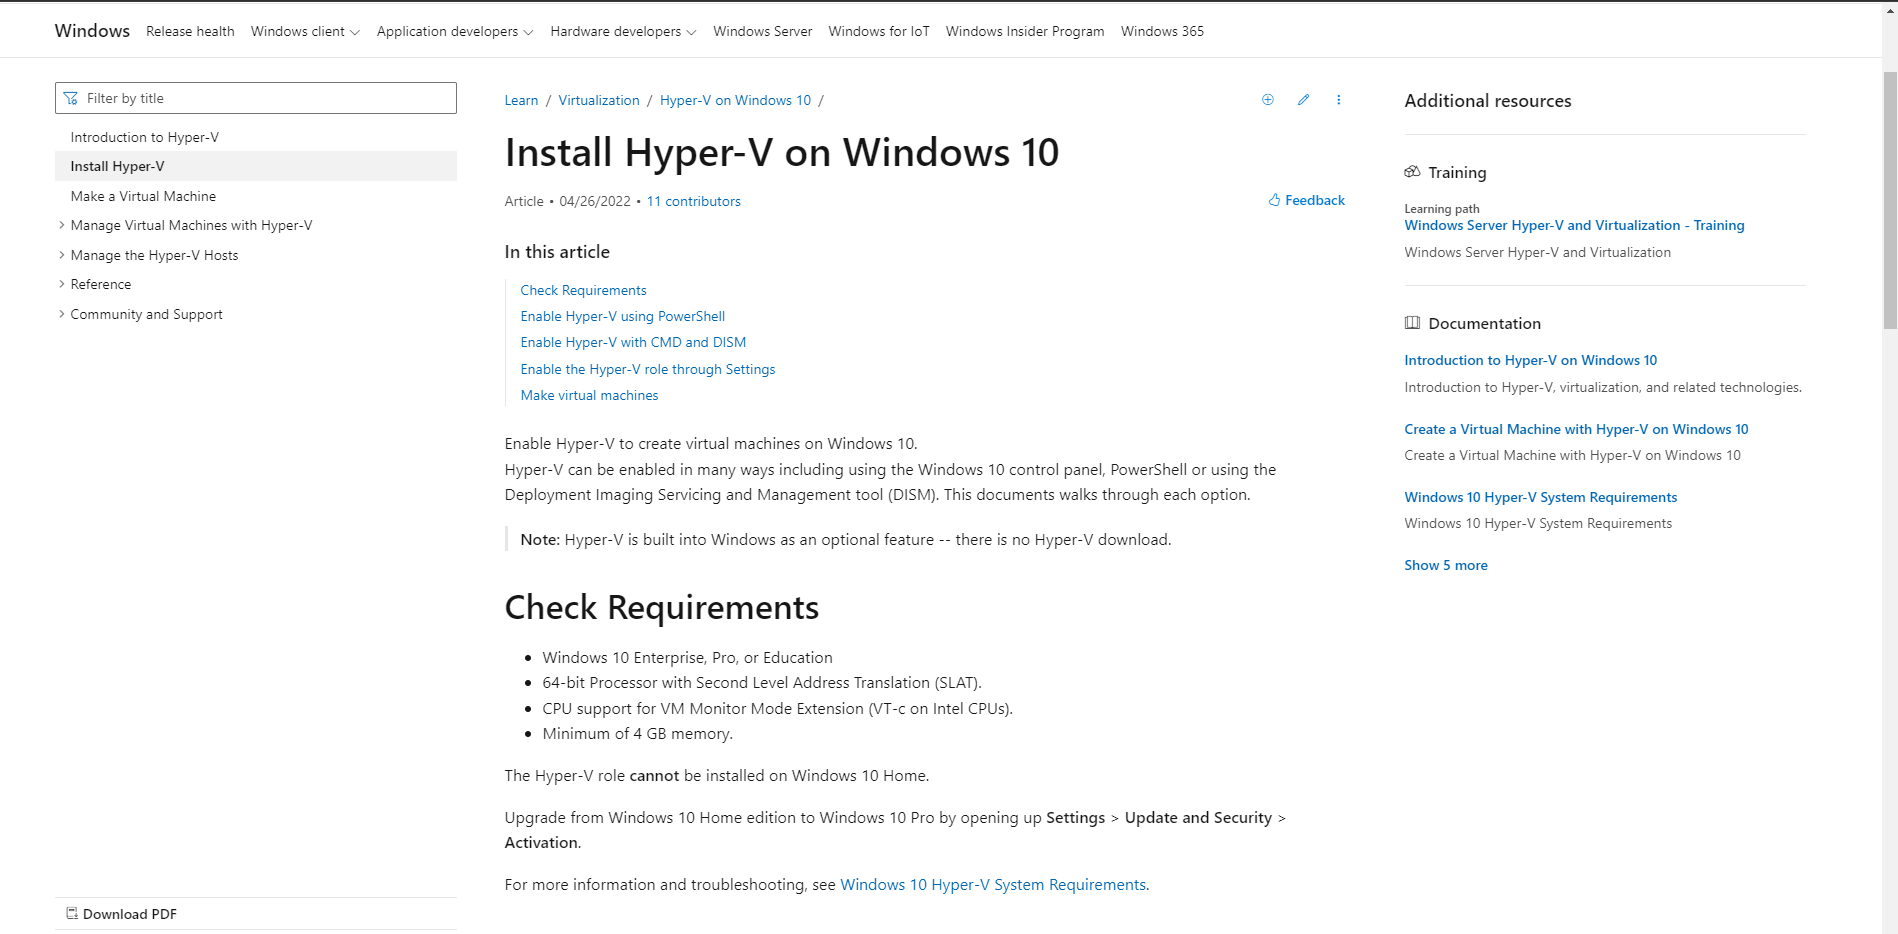 Windows Release health Windows client Application developers Hardware developers Windows Server Windows for IoT Windows Insider Program Windows 365
Filter by title
Introduction to Hyper-V
Install Hyper-V
Make a Virtual Machine
Manage Virtual Machines with Hyper-V
Manage the Hyper-V Hosts
Reference
Community and Support
Download PDF
Learn / Virtualization / Hyper-V on Windows 10 /
Install Hyper-V on Windows 10
Article • 04/26/2022 • 11 contributors
Feedback
In this article
Check Requirements
Enable Hyper-V using PowerShell
Enable Hyper-V with CMD and DISM
Enable the Hyper-V role through Settings
Make virtual machines
Enable Hyper-V to create virtual machines on Windows 10.
Hyper-V can be enabled in many ways including using the Windows 10 control panel, PowerShell or using the
Deployment Imaging Servicing and Management tool (DISM). This documents walks through each option.
Note: Hyper-V is built into Windows as an optional feature -- there is no Hyper-V download.
Check Requirements
• Windows 10 Enterprise, Pro, or Education
• 64-bit Processor with Second Level Address Translation (SLAT).
• CPU support for VM Monitor Mode Extension (VT-c on Intel CPUs).
• Minimum of 4 GB memory.
The Hyper-V role cannot be installed on Windows 10 Home.
Upgrade from Windows 10 Home edition to Windows 10 Pro by opening up Settings > Update and Security >
Activation.
For more information and troubleshooting, see Windows 10 Hyper-V System Requirements.
Additional resources
Training
Learning path
Windows Server Hyper-V and Virtualization - Training
Windows Server Hyper-V and Virtualization
Documentation
Introduction to Hyper-V on Windows 10
Introduction to Hyper-V, virtualization, and related technologies.
Create a Virtual Machine with Hyper-V on Windows 10
Create a Virtual Machine with Hyper-V on Windows 10
Windows 10 Hyper-V System Requirements
Windows 10 Hyper-V System Requirements
Show 5 more